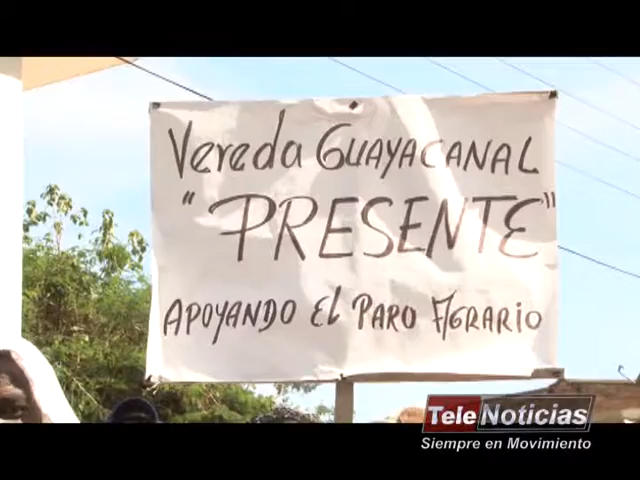 Vereda GUAYACANAL
"PRESENTE"
APOYANDO El PARO AGRARIO
TeleNoticias
Siempre en Movimiento